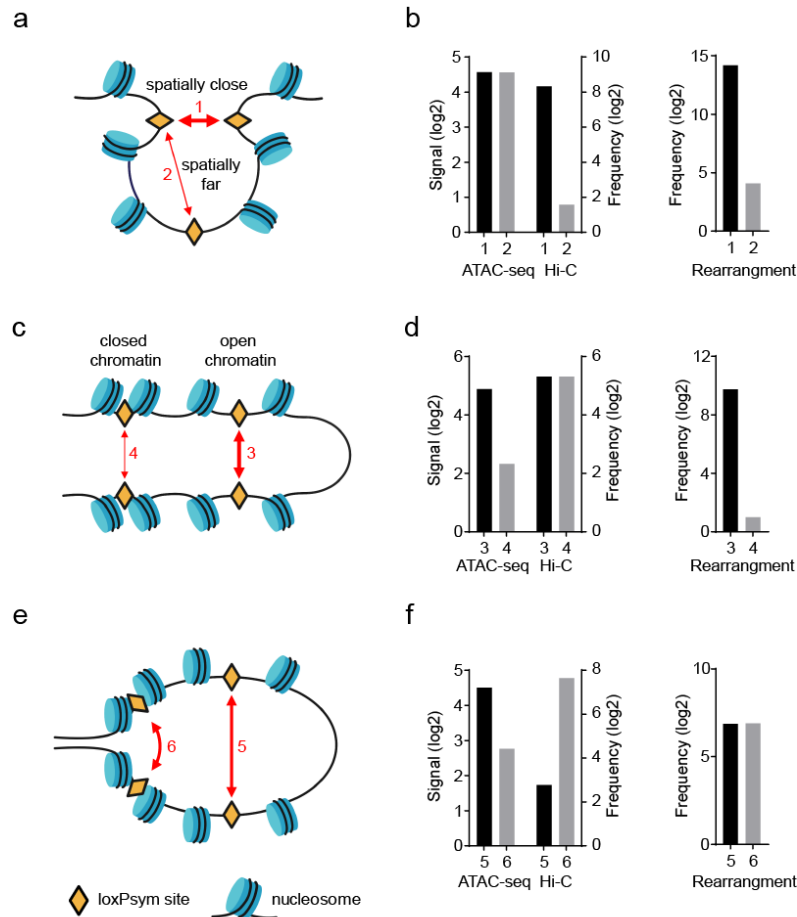 a
spatially close
1
2
spatially
far
b
5
4
3
2
1
0
Signal (log2)
10
8
6
4
2
0
Frequency (log2)
1 2 1 2
ATAC-seq Hi-C
15
10
5
0
Frequency (log2)
1 2
Rearrangment
c
closed
chromatin
open
chromatin
4
3
d
6
4
2
0
Signal (log2)
6
4
2
0
Frequency (log2)
3 4 3 4
ATAC-seq Hi-C
12
8
4
0
Frequency (log2)
3 4
Rearrangment
e
6
5
f
5
4
3
2
1
0
Signal (log2)
8
6
4
2
0
Frequency (log2)
5 6 5 6
ATAC-seq Hi-C
10
5
0
Frequency (log2)
5 6
Rearrangment
loxPsym site
nucleosome